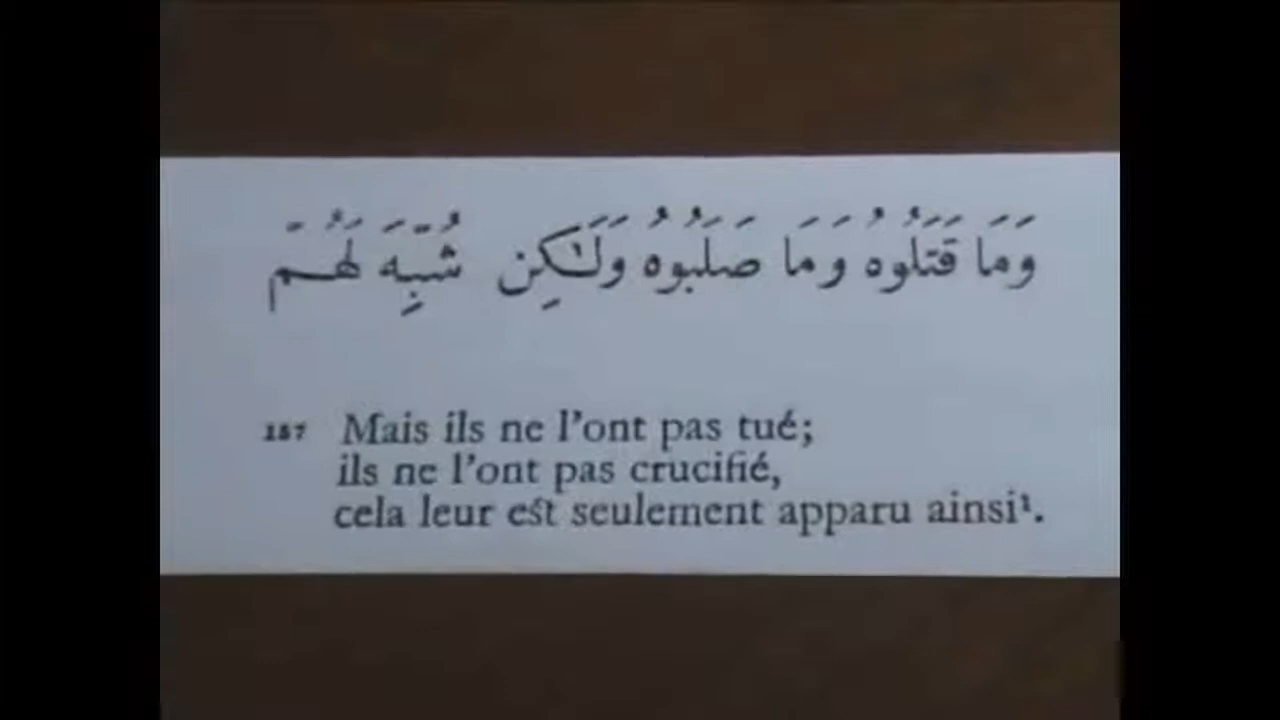 وَمَا قَتَلُوهُ وَمَا صَلَبُوهُ وَلَٰكِن شُبِّهَ لَهُمْ
157 Mais ils ne l’ont pas tué;
ils ne l’ont pas crucifié,
cela leur est seulement apparu ainsi¹.